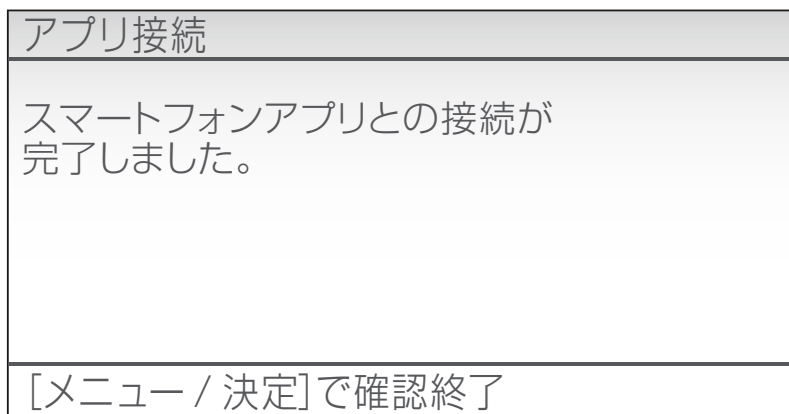 アプリ接続
スマートフォンアプリとの接続が
完了しました。
[メニュー / 決定]で確認終了